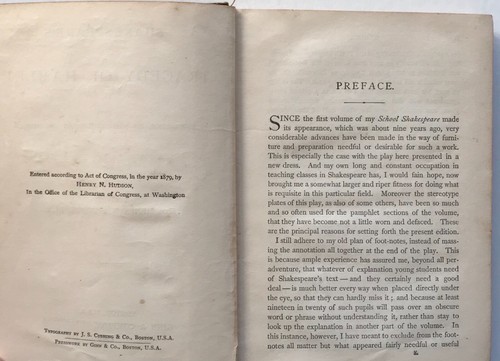 Entered according to Act of Congress, in the year 1879, by
HENRY N. HUDSON,
In the Office of the Librarian of Congress, at Washington
TYPOGRAPHY BY J. S. CUSHING & CO., BOSTON, U.S.A.
PRESSWORK BY GINN & CO., BOSTON, U.S.A.
PREFACE.
SINCE the first volume of my School Shakespeare made
its appearance, which was about nine years ago, very
considerable advances have been made in the way of furni-
ture and preparation needful or desirable for such a work.
This is especially the case with the play here presented in a
new dress. And my own long and constant occupation in
teaching classes in Shakespeare has, I would fain hope, now
brought me a somewhat larger and riper fitness for doing what
is requisite in this particular field. Moreover the stereotype
plates of this play, as also of some others, have been so much
and so often used for the pamphlet sections of the volume,
that they have become not a little worn and defaced. These
are the principal reasons for setting forth the present edition.
I still adhere to my old plan of foot-notes, instead of mass-
ing the annotation all together at the end of the play. This
is because ample experience has assured me, beyond all per-
adventure, that whatever of explanation young students need
of Shakespeare's text — and they certainly need a good
deal — is much better every way when placed directly under
the eye, so that they can hardly miss it; and because at least
nineteen in twenty of such pupils will pass over an obscure
word or phrase without understanding it, rather than stay to
look up the explanation in another part of the volume. In
this instance, however, I have meant to exclude from the foot-
notes all matter but what appeared fairly needful or useful